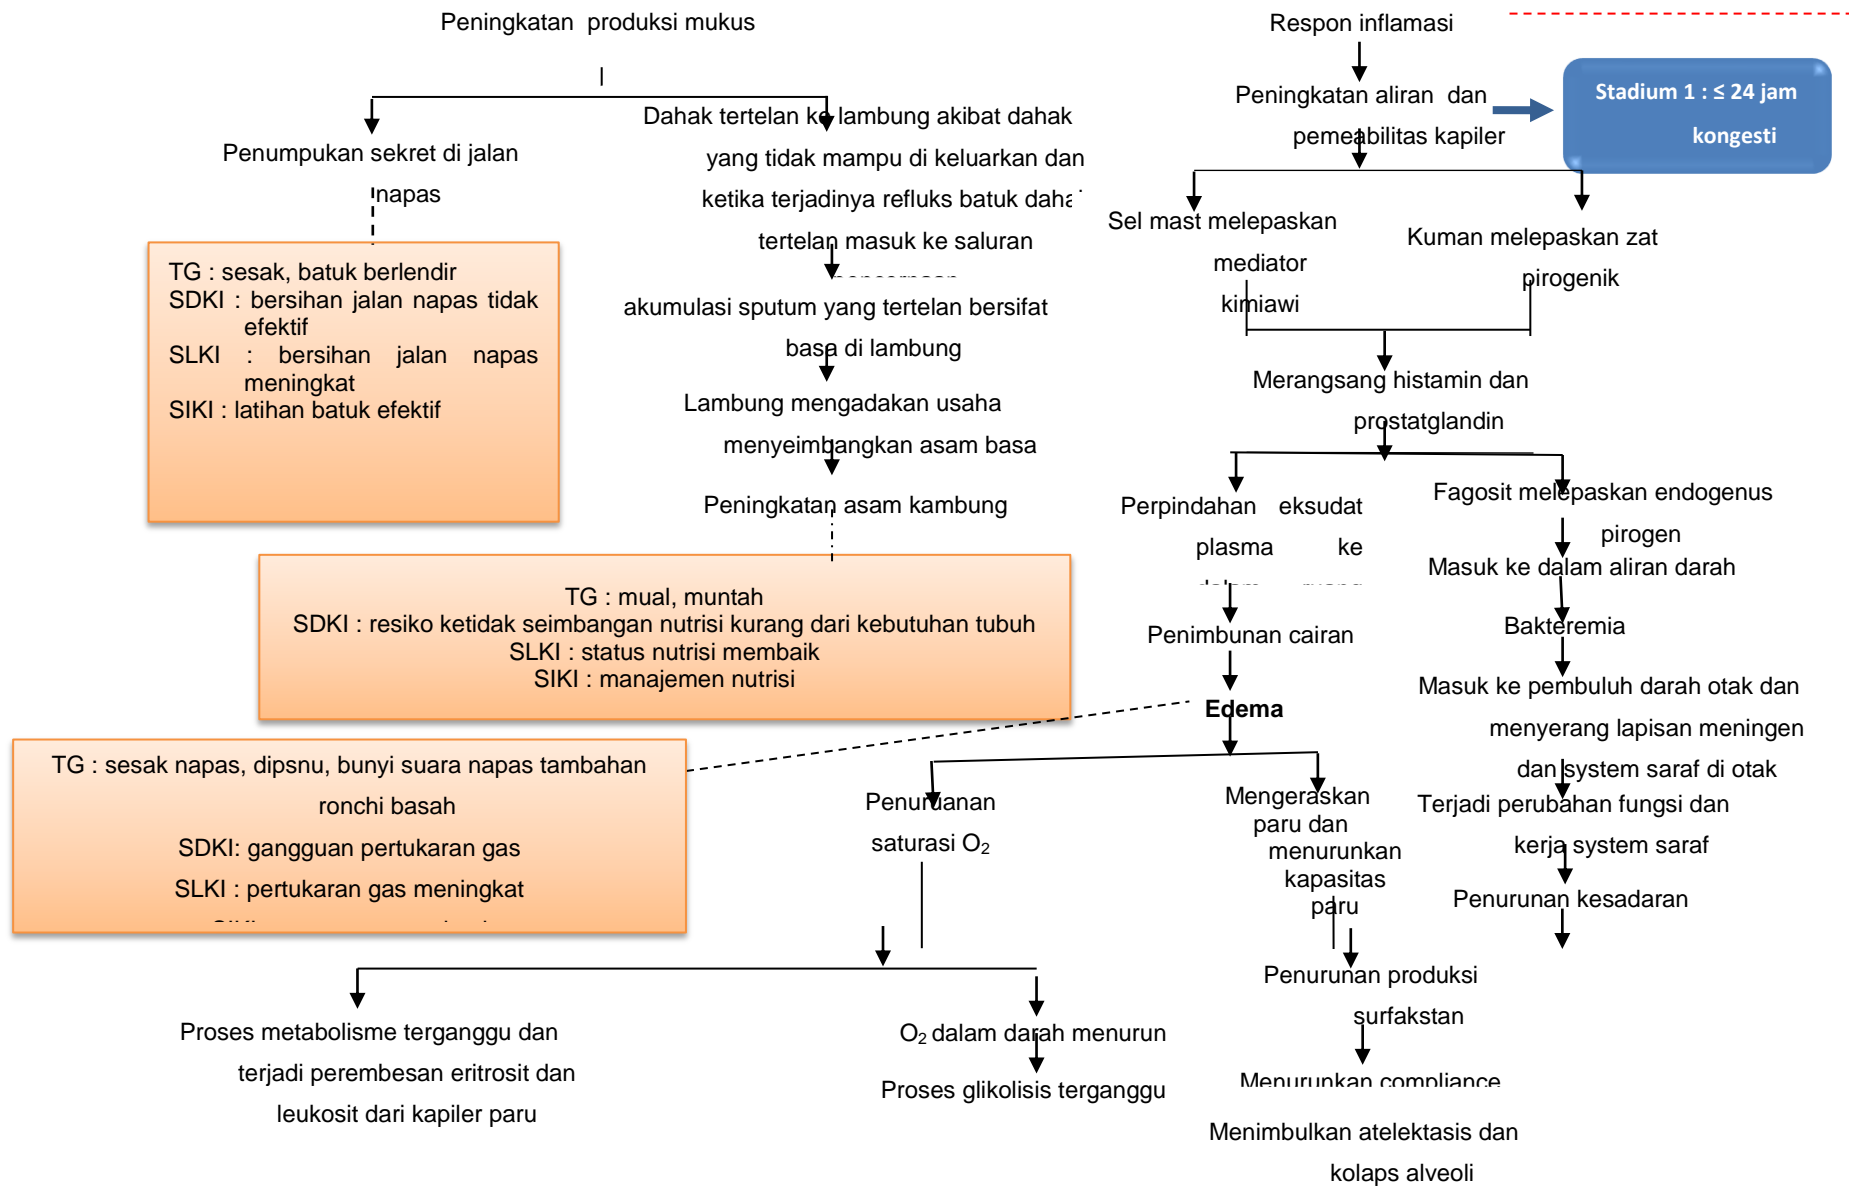 Peningkatan produksi mukus
Penumpukan sekret di jalan
napas
TG : sesak, batuk berlendir
SDKI : bersihan jalan napas tidak
efektif
SLKI : bersihan jalan napas
meningkat
SIKI : latihan batuk efektif
Dahak tertelan ke lambung akibat dahak
yang tidak mampu di keluarkan dan
ketika terjadinya refluks batuk
tertelan masuk ke saluran
akumulasi sputum yang tertelan bersifat
basa di lambung
Lambung mengadakan usaha
menyeimbangkan asam basa
Peningkatan asam kambung
TG : mual, muntah
SDKI : resiko ketidak seimbangan nutrisi kurang dari kebutuhan tubuh
SLKI : status nutrisi membaik
SIKI : manajemen nutrisi
Respon inflamasi
Peningkatan aliran dan
pemeabilitas kapiler
Stadium 1 : ≤ 24 jam
kongesti
Sel mast melepaskan
mediator
kimiawi
Kuman melepaskan zat
pirogenik
Merangsang histamin dan
prostatglandin
Perpindahan eksudat
plasma ke
Penimbunan cairan
Edema
Fagosit melepaskan endogenus
pirogen
Masuk ke dalam aliran darah
Bakteremia
Masuk ke pembuluh darah otak dan
menyerang lapisan meningen
dan system saraf di otak
Terjadi perubahan fungsi dan
kerja system saraf
Penurunan kesadaran
TG : sesak napas, dipsnu, bunyi suara napas tambahan
ronchi basah
SDKI: gangguan pertukaran gas
SLKI : pertukaran gas meningkat
Penuruanan
saturasi O₂
Mengeraskan
paru dan
menurunkan
kapasitas
paru
Proses metabolisme terganggu dan
terjadi perembesan eritrosit dan
leukosit dari kapiler paru
O₂ dalam darah menurun
Proses glikolisis terganggu
Penurunan produksi
surfakstan
Menurunkan compliance
Menimbulkan atelektasis dan
kolaps alveoli